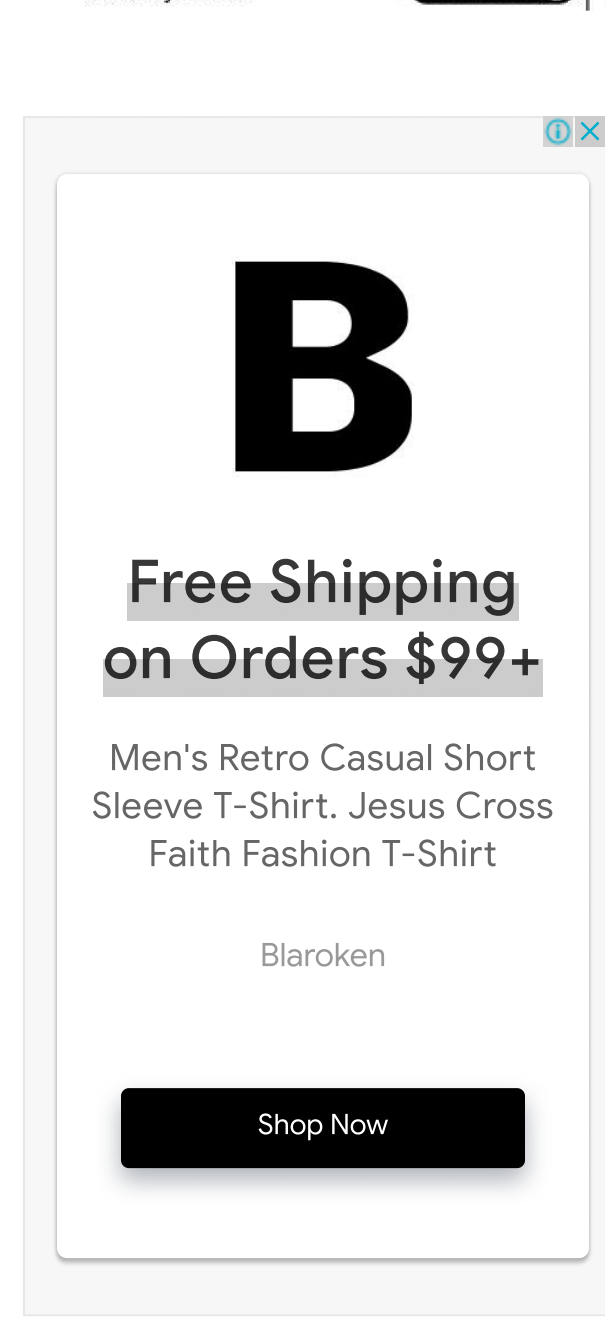 B
Free Shipping
on Orders $99+
Men's Retro Casual Short
Sleeve T-Shirt. Jesus Cross
Faith Fashion T-Shirt
Blaroken
Shop Now